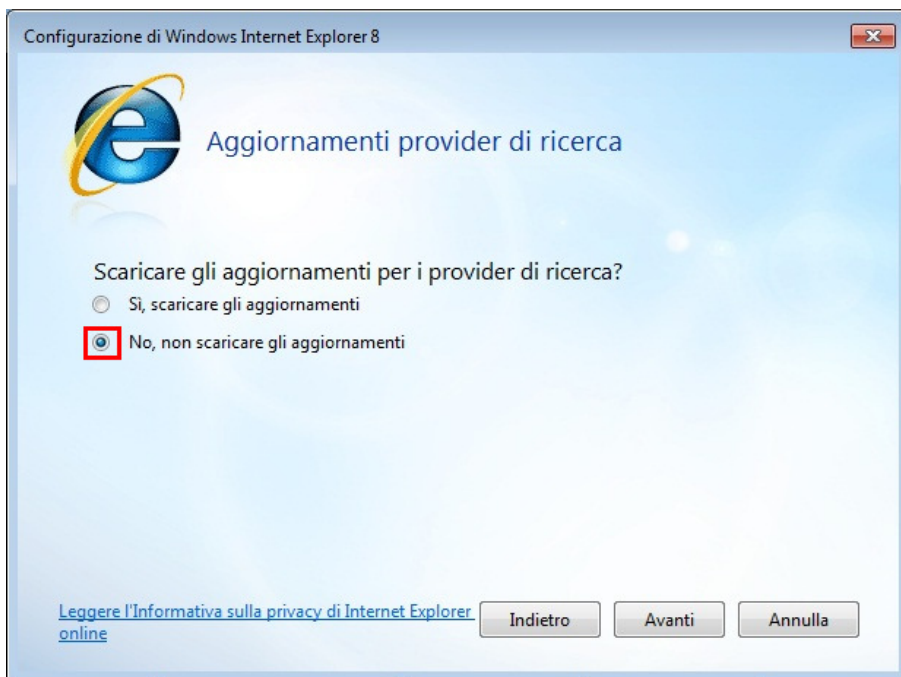 Configurazione di Windows Internet Explorer 8
Aggiornamenti provider di ricerca
Scaricare gli aggiornamenti per i provider di ricerca?
Sì, scaricare gli aggiornamenti
No, non scaricare gli aggiornamenti
Leggere l'Informativa sulla privacy di Internet Explorer
online
Indietro
Avanti
Annulla